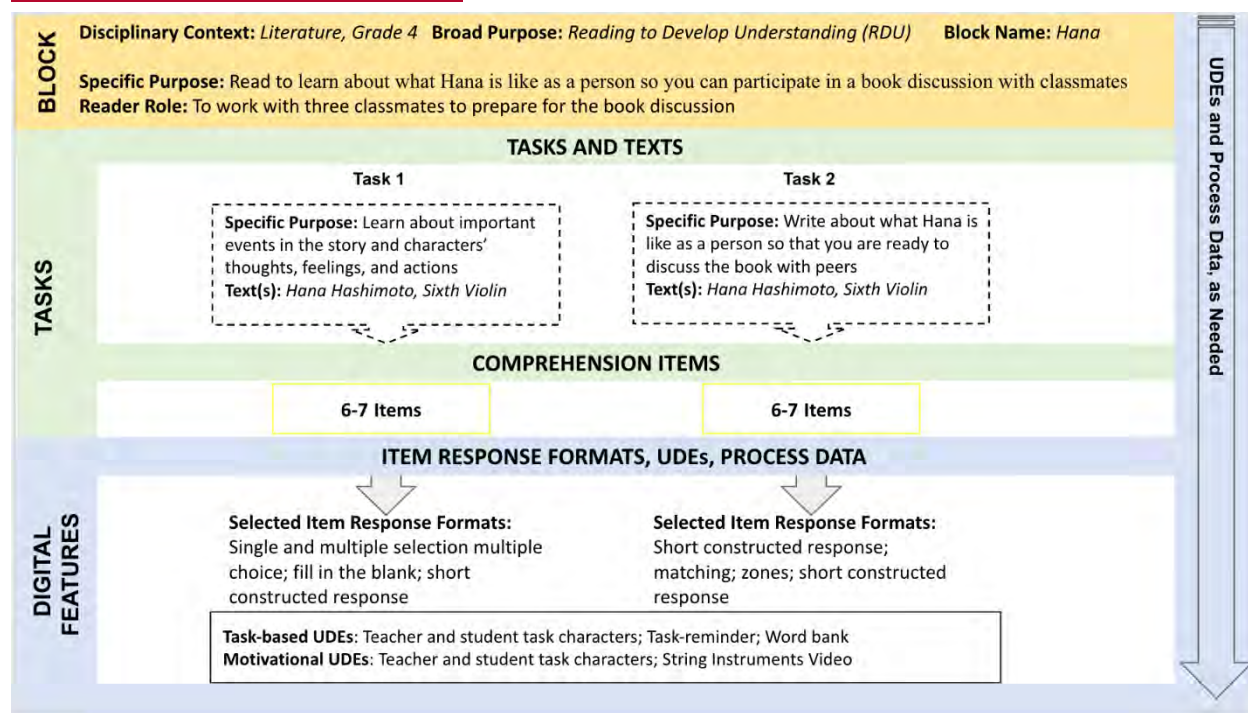 BLOCK
Disciplinary Context: Literature, Grade 4 Broad Purpose: Reading to Develop Understanding (RDU) Block Name: Hana
Specific Purpose: Read to learn about what Hana is like as a person so you can participate in a book discussion with classmates
Reader Role: To work with three classmates to prepare for the book discussion
UDEs and Process Data, as Needed
TASKS
TASKS AND TEXTS
Task 1
Specific Purpose: Learn about important
events in the story and characters'
thoughts, feelings, and actions
Text(s): Hana Hashimoto, Sixth Violin
Task 2
Specific Purpose: Write about what Hana is
like as a person so that you are ready to
discuss the book with peers
Text(s): Hana Hashimoto, Sixth Violin
COMPREHENSION ITEMS
6-7 Items
6-7 Items
DIGITAL
FEATURES
ITEM RESPONSE FORMATS, UDEs, PROCESS DATA
Selected Item Response Formats:
Single and multiple selection multiple
choice; fill in the blank; short
constructed response
Selected Item Response Formats:
Short constructed response;
matching; zones; short constructed
response
Task-based UDEs: Teacher and student task characters; Task-reminder; Word bank
Motivational UDEs: Teacher and student task characters; String Instruments Video